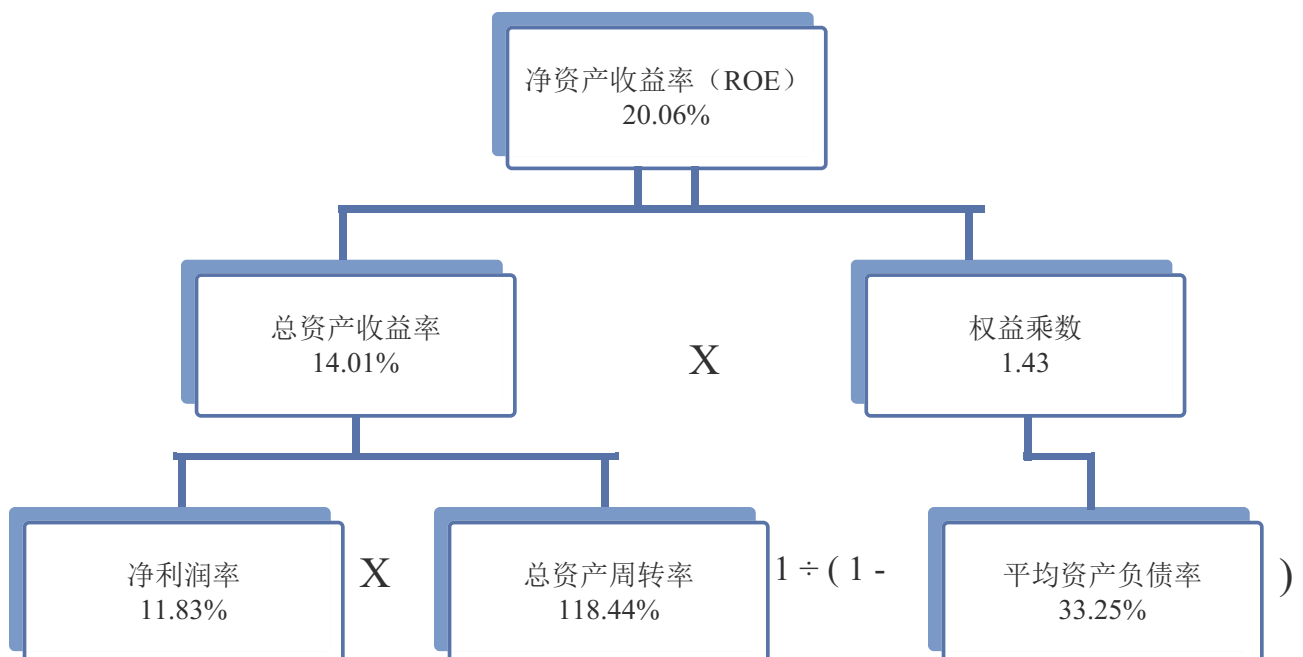 净资产收益率（ROE）
20.06%
总资产收益率
14.01%
X
权益乘数
1.43
净利润率
11.83%
X
总资产周转率
118.44%
1 ÷ ( 1 -
平均资产负债率
33.25%
)